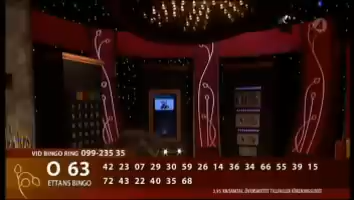 VID BINGO RING 099-235 35
O 63
42 23 07 29 30 59 26 14 36 34 66 55 39 15
ETTANS BINGO
72 43 22 40 35 68